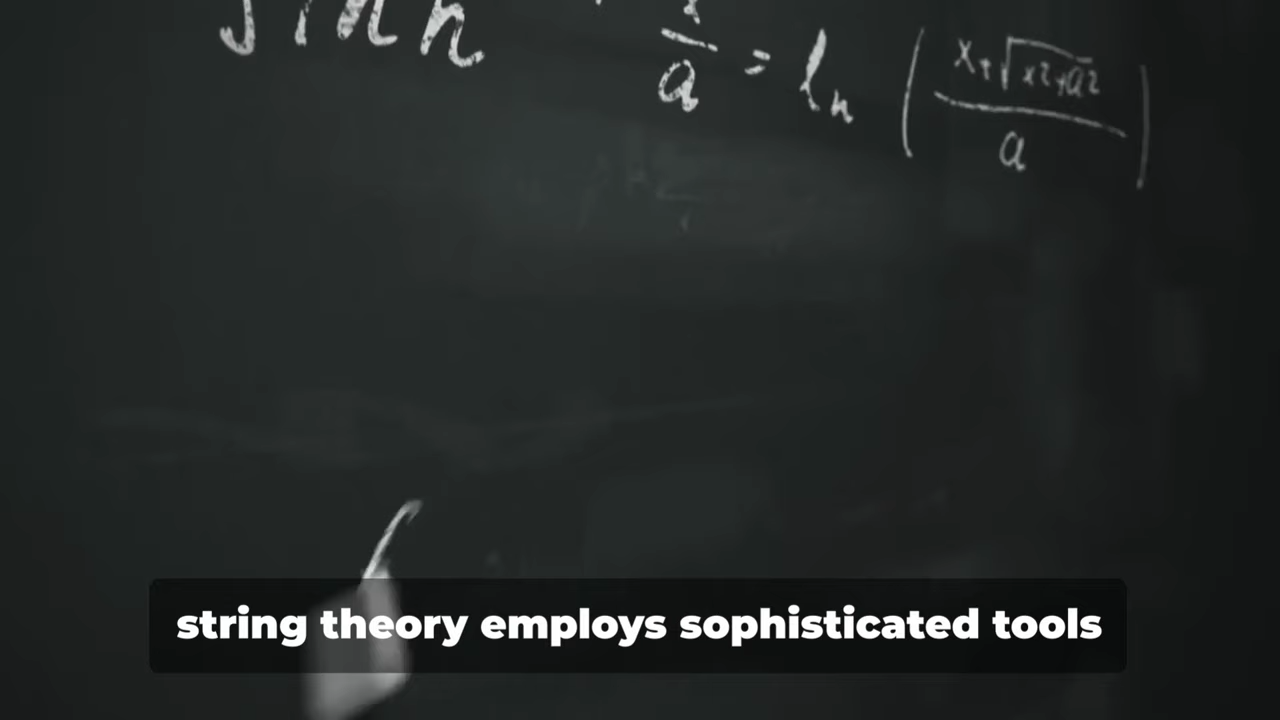 sinh x/a = ln ( x+√x²+a² / a )
string theory employs sophisticated tools